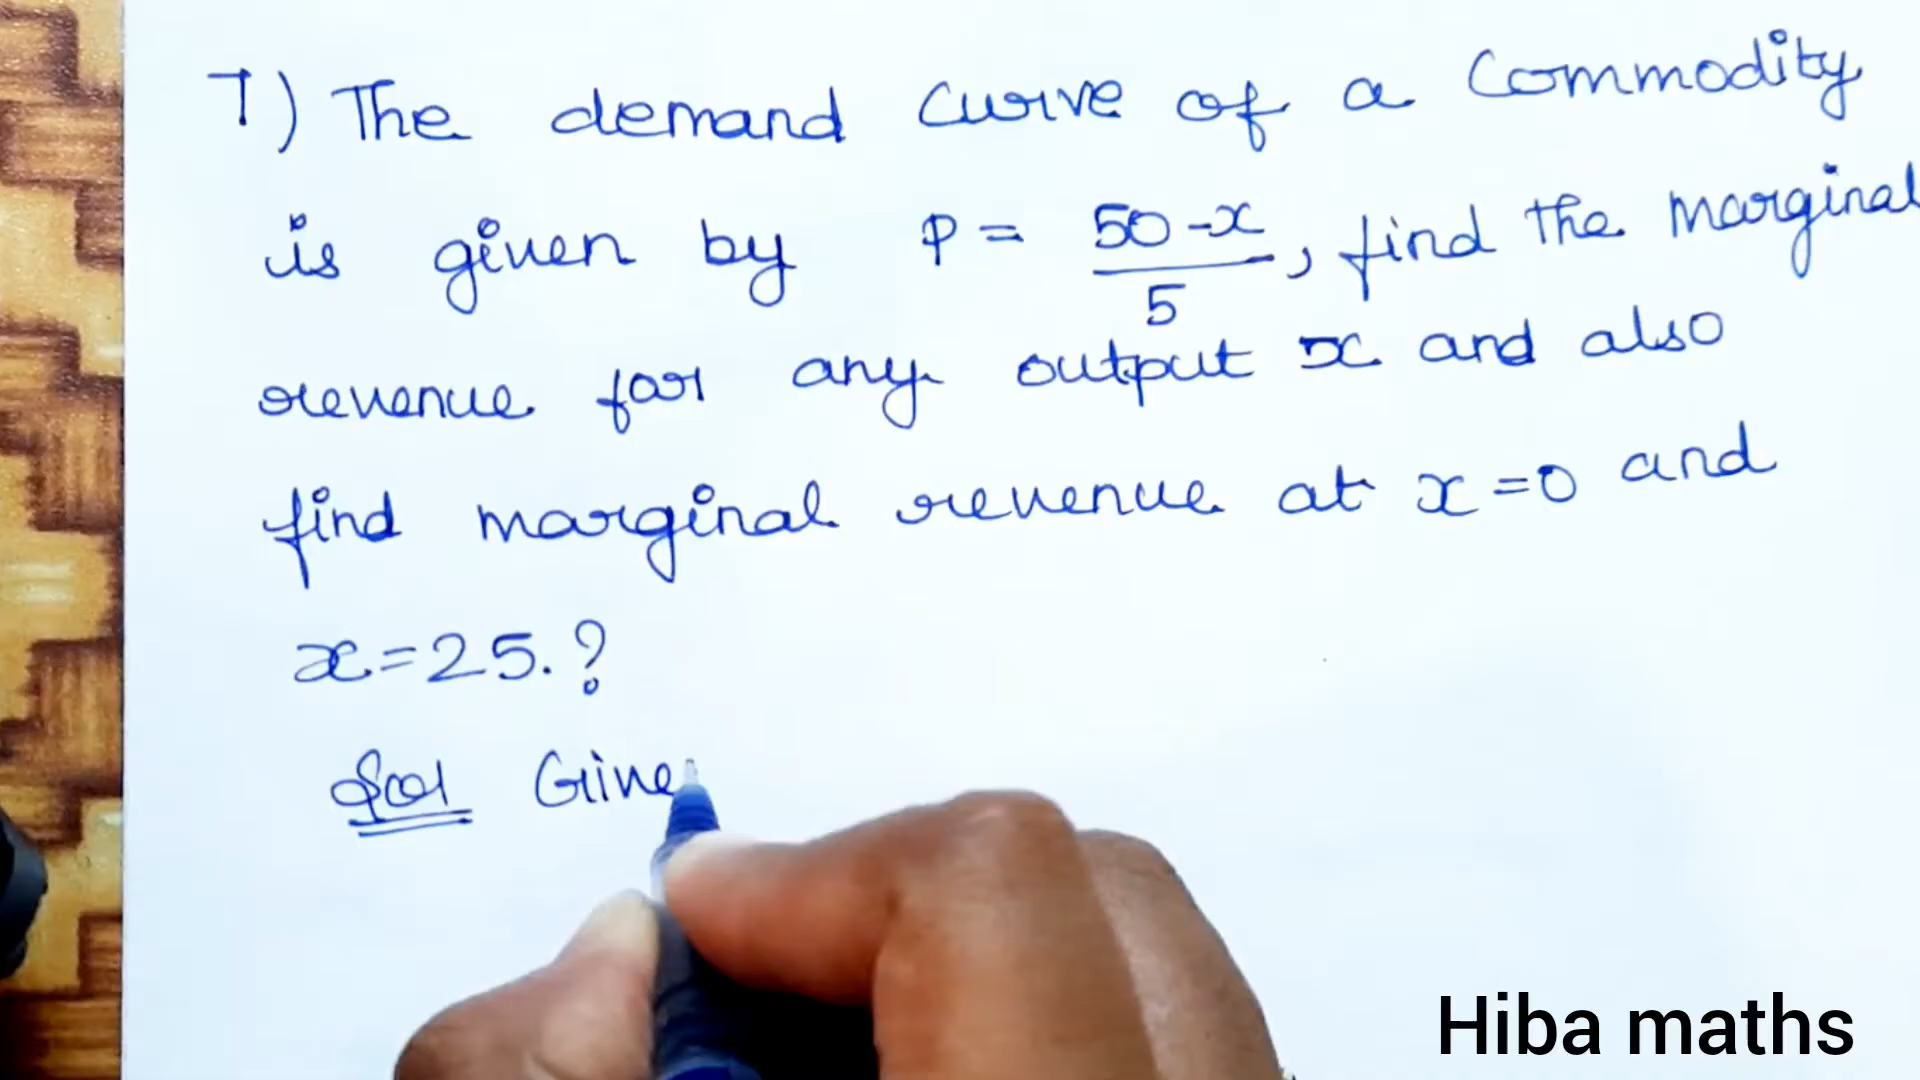 7) The demand curve of a Commodity
is given by P = 50-x/5, find the marginal
revenue for any output x and also
find marginal revenue at x=0 and
x=25.?
Sol Give
Hiba maths